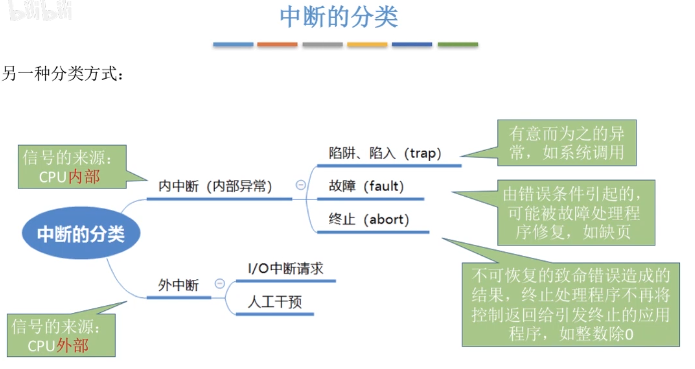 bilibili
中断的分类
另一种分类方式：
信号的来源：
CPU内部
内中断（内部异常）
陷阱、陷入（trap）
有意而为之的异
常，如系统调用
故障（fault）
由错误条件引起的，
可能被故障处理程
序修复，如缺页
终止（abort）
不可恢复的致命错误造成的
结果，终止处理程序不再将
控制返回给引发终止的应用
程序，如整数除0
中断的分类
外中断
I/O中断请求
人工干预
信号的来源：
CPU外部